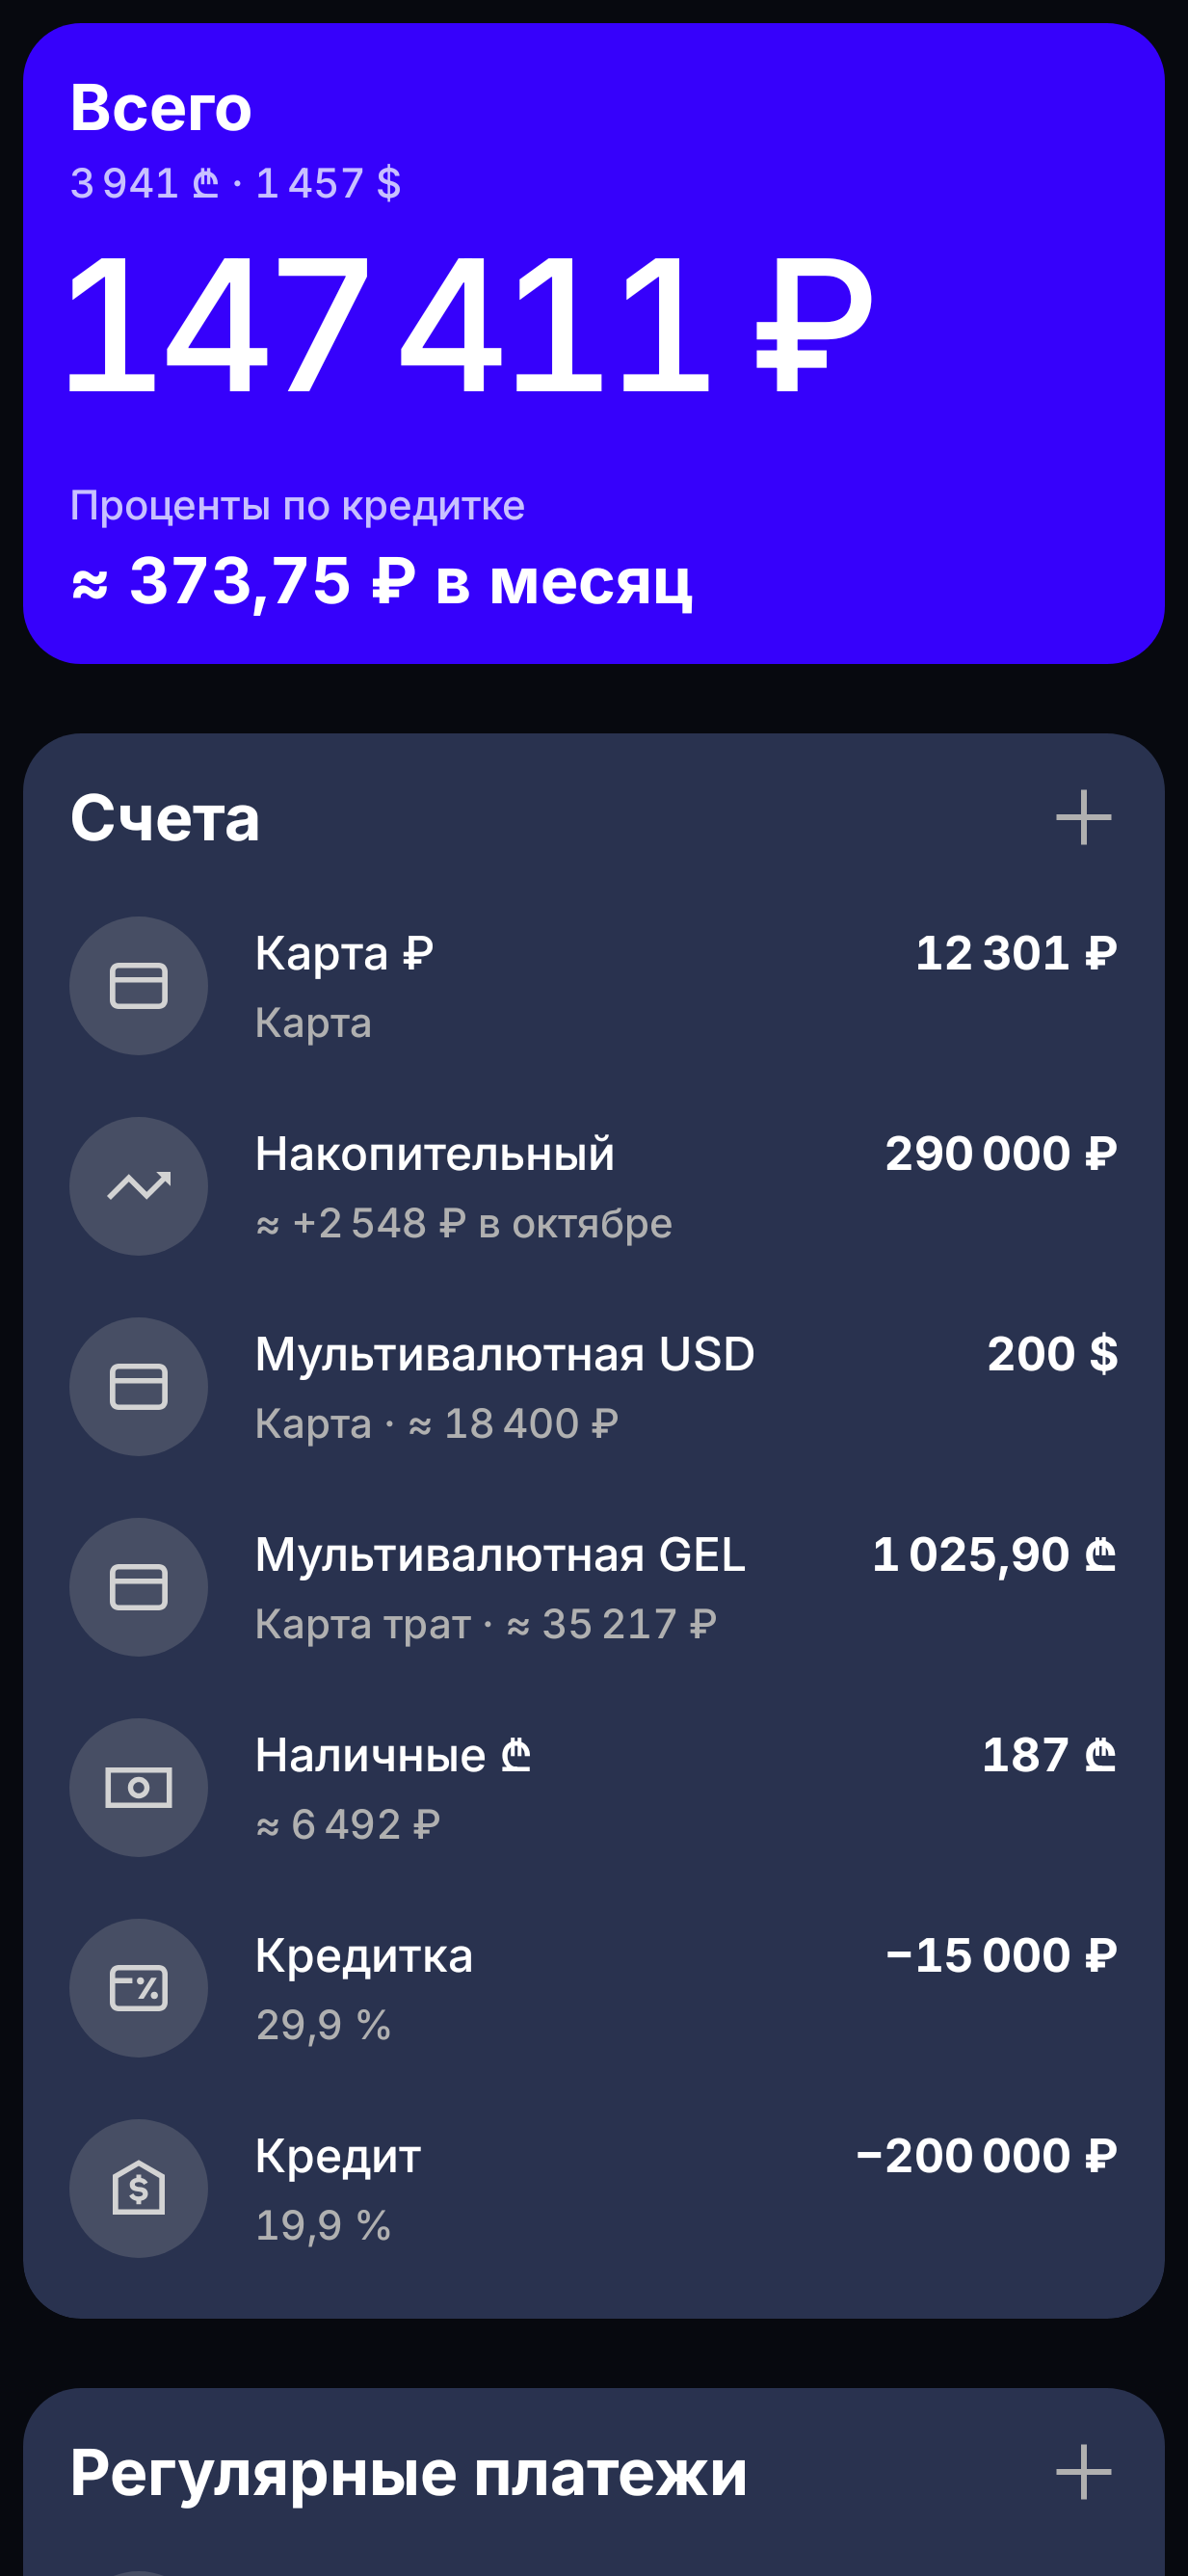 Всего
3 941 ₾ · 1 457 $
147 411 ₽
Проценты по кредитке
≈ 373,75 ₽ в месяц
Счета
Карта ₽ 12 301 ₽
Карта
Накопительный 290 000 ₽
≈ +2 548 ₽ в октябре
Мультивалютная USD 200 $
Карта · ≈ 18 400 ₽
Мультивалютная GEL 1 025,90 ₾
Карта трат · ≈ 35 217 ₽
Наличные ₾ 187 ₾
≈ 6 492 ₽
Кредитка −15 000 ₽
29,9 %
Кредит −200 000 ₽
19,9 %
Регулярные платежи